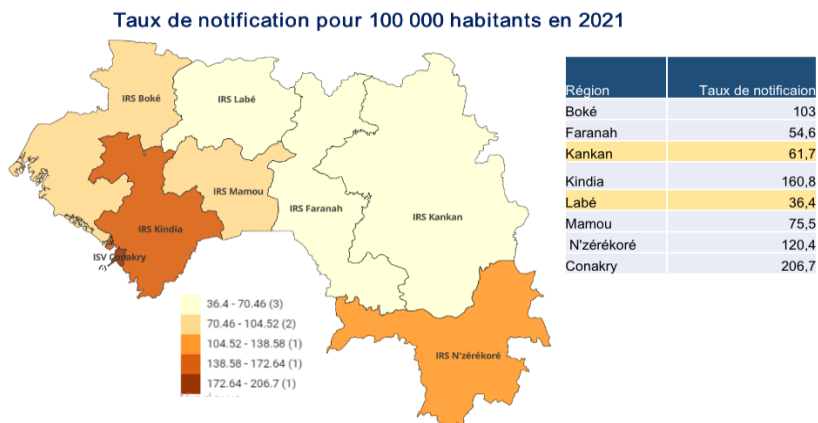 Taux de notification pour 100 000 habitants en 2021
IRS Boké
IRS Labé
IRS Mamou
IRS Faranah
IRS Kankan
IRS Kindia
ISV Conakry
IRS N'zérékoré
36.4 - 70.46 (3)
70.46 - 104.52 (2)
104.52 - 138.58 (1)
138.58 - 172.64 (1)
172.64 - 206.7 (1)
Région Taux de notificaion
Boké 103
Faranah 54,6
Kankan 61,7
Kindia 160,8
Labé 36,4
Mamou 75,5
N'zérékoré 120,4
Conakry 206,7